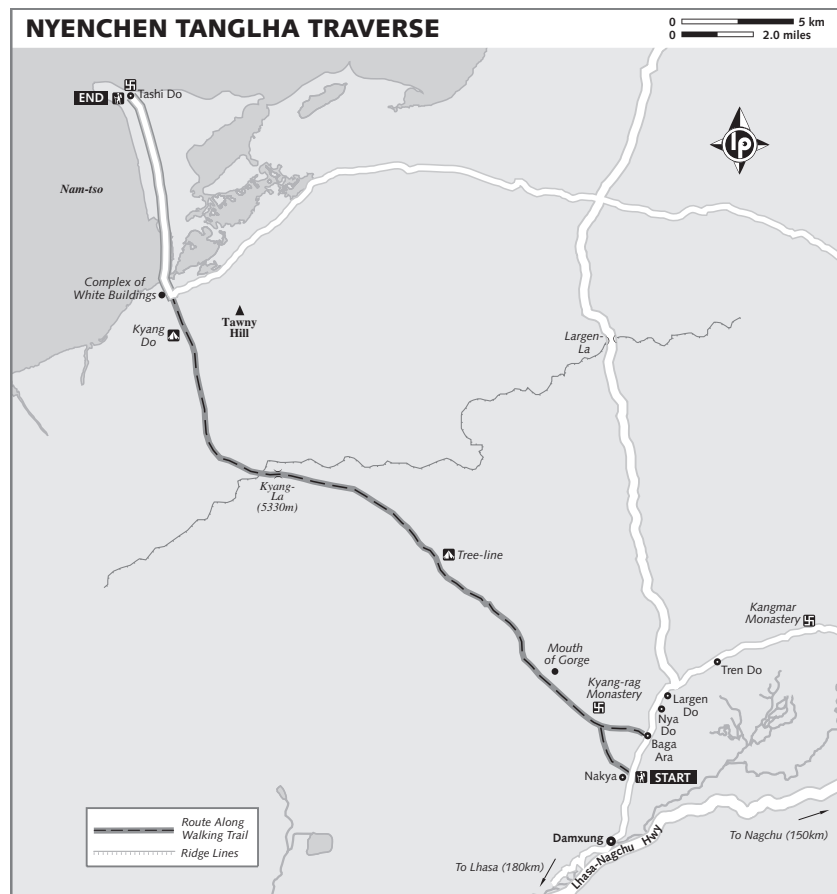 NYENCHEN TANGLHA TRAVERSE
0 5 km
0 2.0 miles
END
Tashi Do
lp
Nam-tso
Complex of
White Buildings
Kyang
Do
Tawny
Hill
Largen-
La
Kyang-
La
(5330m)
Tree-line
Kangmar
Monastery
Mouth
of Gorge
Tren Do
Kyang-rag
Monastery
Largen
Do
Nya
Do
Baga
Ara
Nakya
START
Route Along
Walking Trail
Ridge Lines
Damxung
Lhasa-Nagchu Hwy
To Nagchu (150km)
To Lhasa (180km)